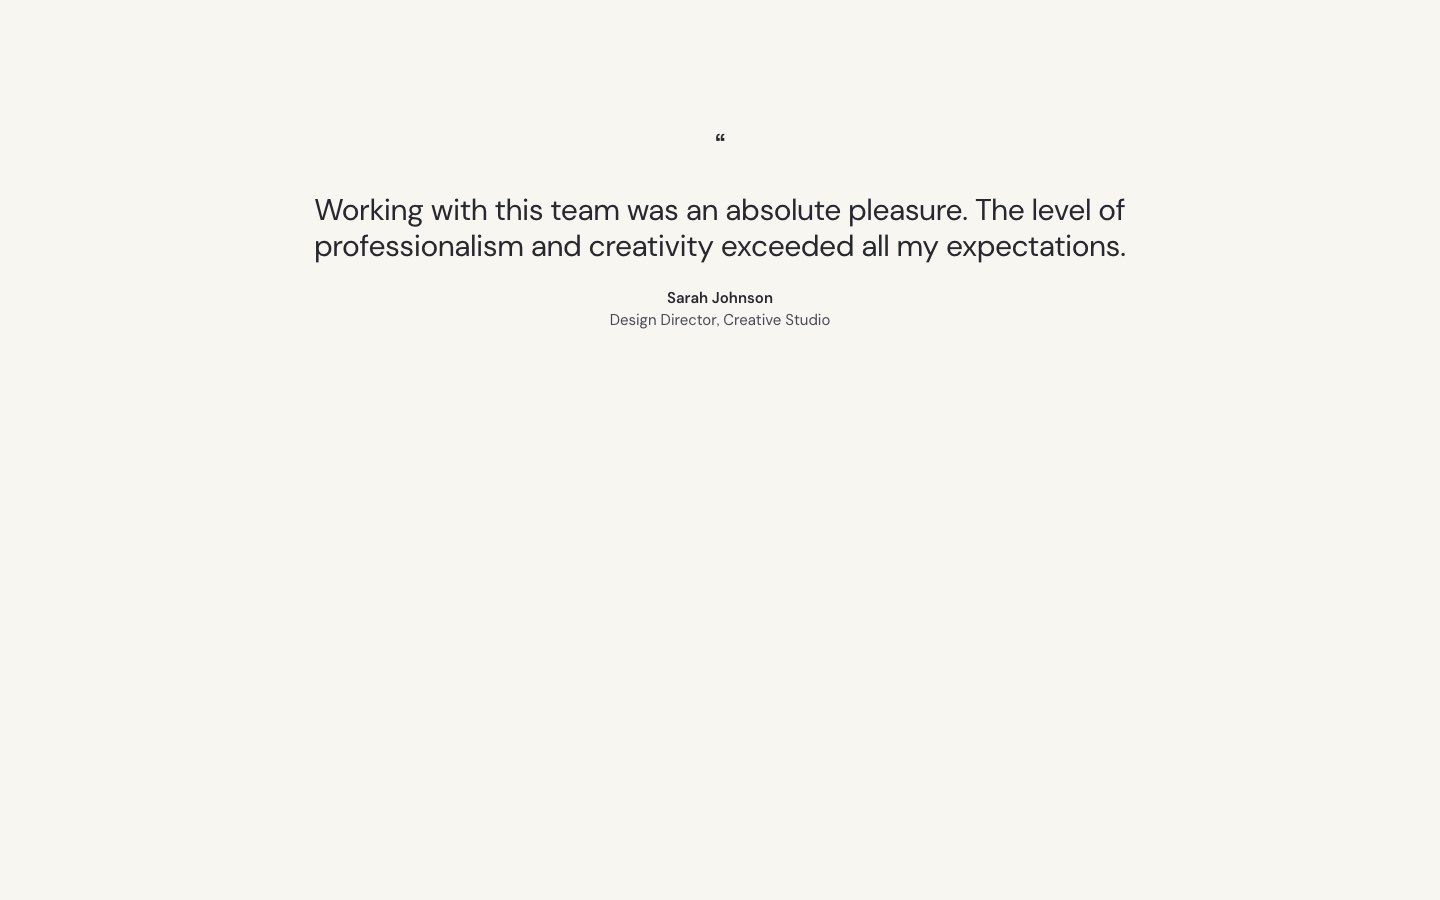 “
Working with this team was an absolute pleasure. The level of
professionalism and creativity exceeded all my expectations.
Sarah Johnson
Design Director, Creative Studio